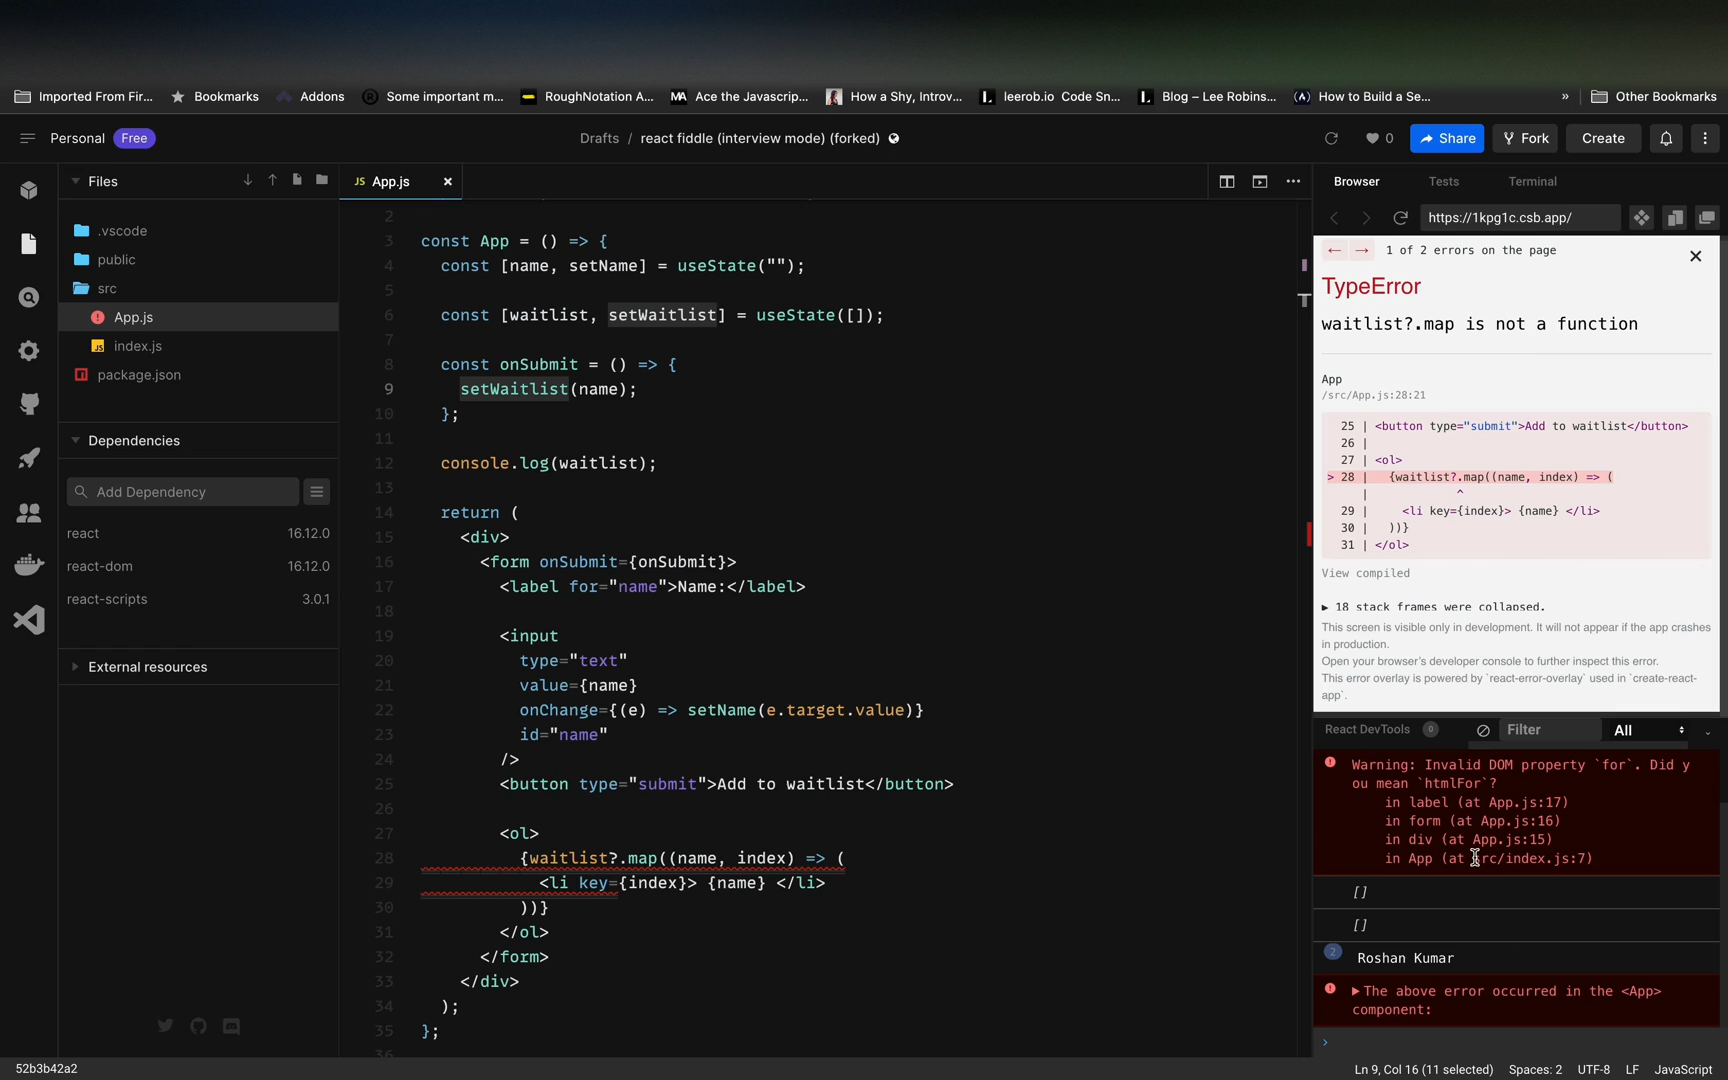 Imported From Fir...
Bookmarks
Addons
Some important m...
RoughNotation A...
MA Ace the Javascrip...
How a Shy, Introv...
leerob.io Code Sn...
Blog – Lee Robins...
How to Build a Se...
»
Other Bookmarks
Personal Free
Drafts / react fiddle (interview mode) (forked)
0
Share
Fork
Create
Files
.vscode
public
src
App.js
JS index.js
package.json
Dependencies
Add Dependency
react 16.12.0
react-dom 16.12.0
react-scripts 3.0.1
External resources
JS App.js
2
3 const App = () => {
4 const [name, setName] = useState("");
5
6 const [waitlist, setWaitlist] = useState([]);
7
8 const onSubmit = () => {
9 setWaitlist(name);
10 };
11
12 console.log(waitlist);
13
14 return (
15 <div>
16 <form onSubmit={onSubmit}>
17 <label for="name">Name:</label>
18
19 <input
20 type="text"
21 value={name}
22 onChange={(e) => setName(e.target.value)}
23 id="name"
24 />
25 <button type="submit">Add to waitlist</button>
26
27 <ol>
28 {waitlist?.map((name, index) => (
29 <li key={index}> {name} </li>
30 ))}
31 </ol>
32 </form>
33 </div>
34 );
35 };
36
Browser
Tests
Terminal
https://1kpg1c.csb.app/
← → 1 of 2 errors on the page
TypeError
waitlist?.map is not a function
App
/src/App.js:28:21
25 | <button type="submit">Add to waitlist</button>
26 |
27 | <ol>
> 28 | {waitlist?.map((name, index) => (
| ^
29 | <li key={index}> {name} </li>
30 | ))}
31 | </ol>
View compiled
▶ 18 stack frames were collapsed.
This screen is visible only in development. It will not appear if the app crashes
in production.
Open your browser's developer console to further inspect this error.
This error overlay is powered by `react-error-overlay` used in `create-react-
app`.
React DevTools 0
Filter
All
Warning: Invalid DOM property `for`. Did y
ou mean `htmlFor`?
in label (at App.js:17)
in form (at App.js:16)
in div (at App.js:15)
in App (at src/index.js:7)
[]
[]
2 Roshan Kumar
▶The above error occurred in the <App>
component:
›
52b3b42a2
Ln 9, Col 16 (11 selected) Spaces: 2 UTF-8 LF JavaScript